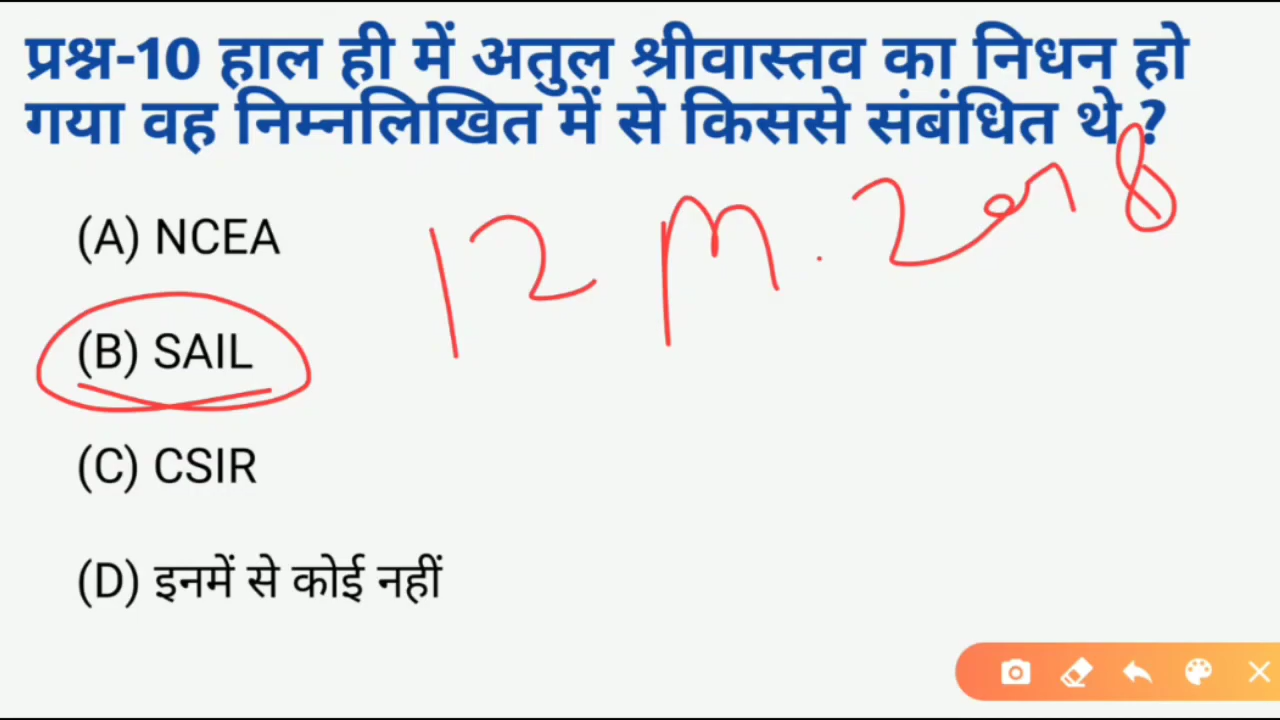 प्रश्न-10 हाल ही में अतुल श्रीवास्तव का निधन हो
गया वह निम्नलिखित में से किससे संबंधित थे ?
(A) NCEA
12 M. 2018
(B) SAIL
(C) CSIR
(D) इनमें से कोई नहीं